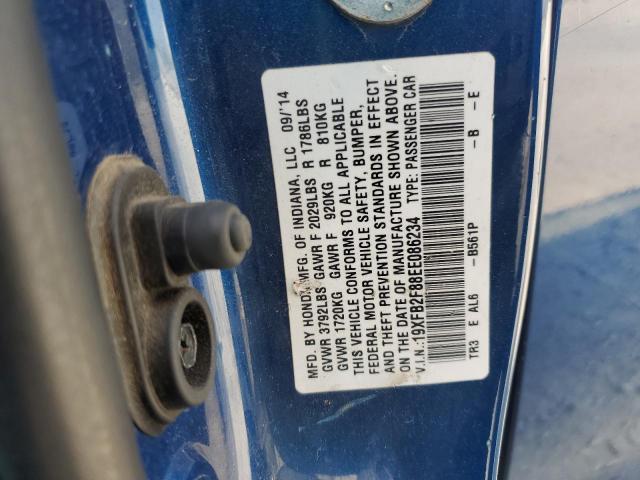 MFD. BY HONDA MFG. OF INDIANA, LLC 09/'14
GVWR 3792LBS GAWR F 2029LBS R 1786LBS
GVWR 1720KG GAWR F 920KG R 810KG
THIS VEHICLE CONFORMS TO ALL APPLICABLE
FEDERAL MOTOR VEHICLE SAFETY, BUMPER,
AND THEFT PREVENTION STANDARDS IN EFFECT
ON THE DATE OF MANUFACTURE SHOWN ABOVE.
V.I.N.:19XFB2F88EE086234 TYPE: PASSENGER CAR
TR3 E AL6 - B561P - B - E